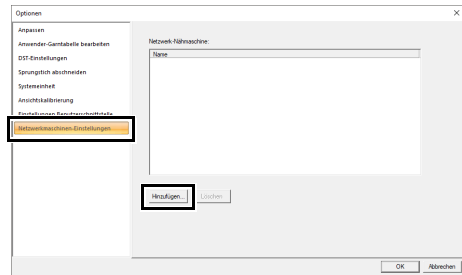 Optionen
Anpassen
Anwender-Garntabelle bearbeiten
DST-Einstellungen
Sprungstich abschneiden
Systemeinheit
Ansichtskalibrierung
Einstellungen Benutzerschnittstelle
Netzwerkmaschinen-Einstellungen
Netzwerk-Nähmaschine:
Name
Hinzufügen...
Löschen
OK
Abbrechen